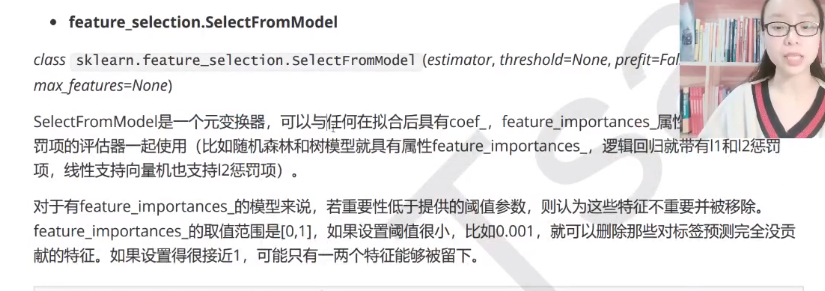 feature_selection.SelectFromModel
class sklearn.feature_selection.SelectFromModel (estimator, threshold=None, prefit=Fal
max_features=None)
SelectFromModel是一个元变换器，可以与任何在拟合后具有coef_，feature_importances_属性
罚项的评估器一起使用（比如随机森林和树模型就具有属性feature_importances_，逻辑回归就带有l1和l2惩罚
项，线性支持向量机也支持l2惩罚项）。
对于有feature_importances_的模型来说，若重要性低于提供的阈值参数，则认为这些特征不重要并被移除。
feature_importances_的取值范围是[0,1]，如果设置阈值很小，比如0.001，就可以删除那些对标签预测完全没贡
献的特征。如果设置得很接近1，可能只有一两个特征能够被留下。